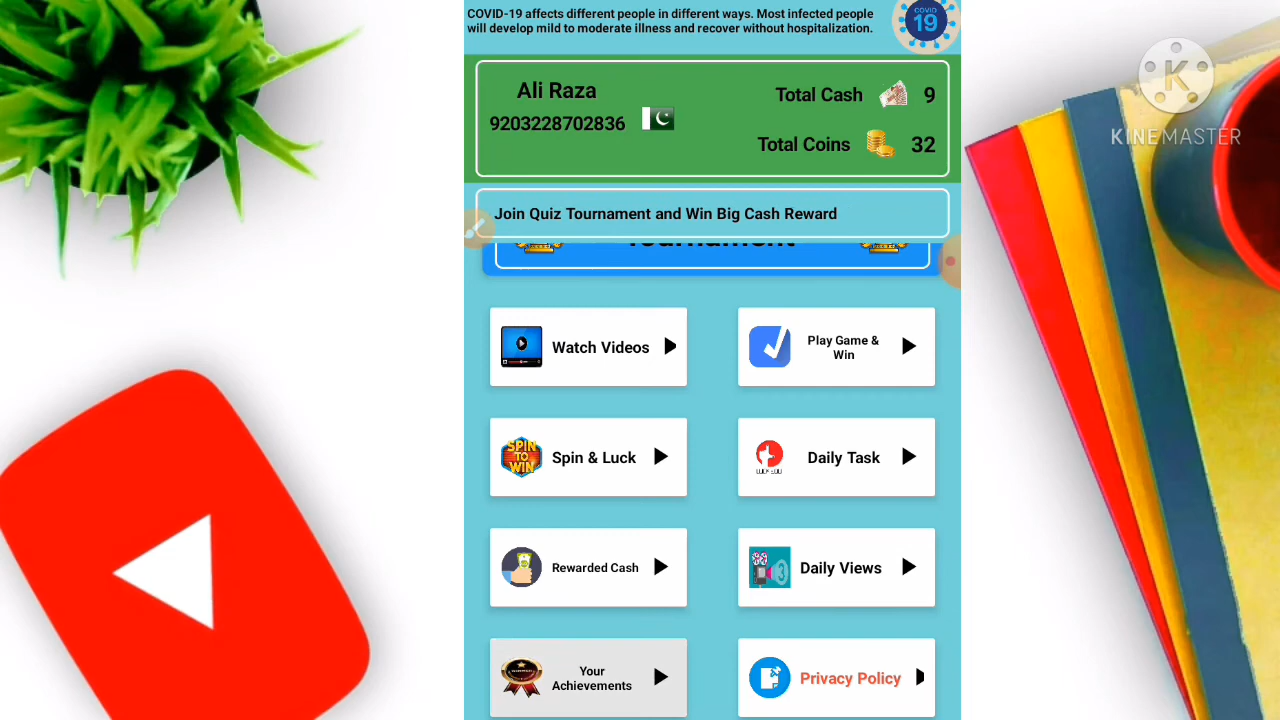 COVID-19 affects different people in different ways. Most infected people
will develop mild to moderate illness and recover without hospitalization.
COVID
19
Ali Raza
9203228702836
Total Cash 9
Total Coins 32
KINEMASTER
Join Quiz Tournament and Win Big Cash Reward
Tournament
Watch Videos
Play Game &
Win
SPIN
TO
WIN
Spin & Luck
Daily Task
Rewarded Cash
3
Daily Views
Your
Achievements
Privacy Policy